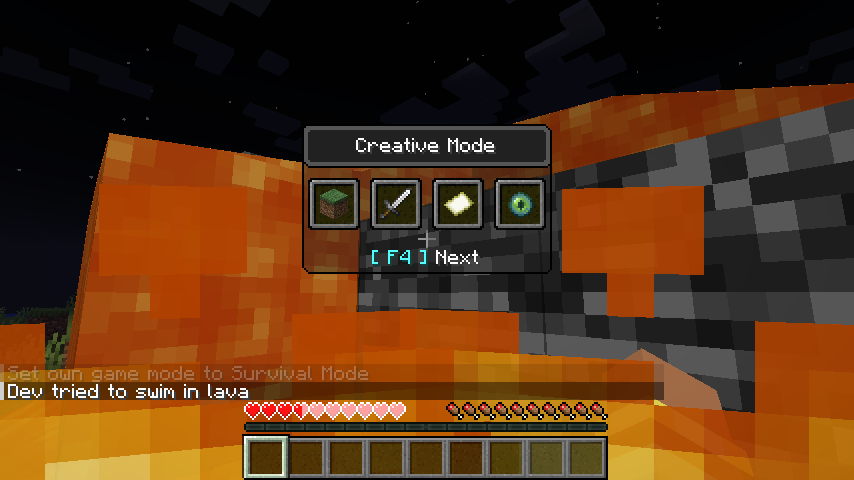 Creative Mode
[ F4 ] Next
Set own game mode to Survival Mode
Dev tried to swim in lava